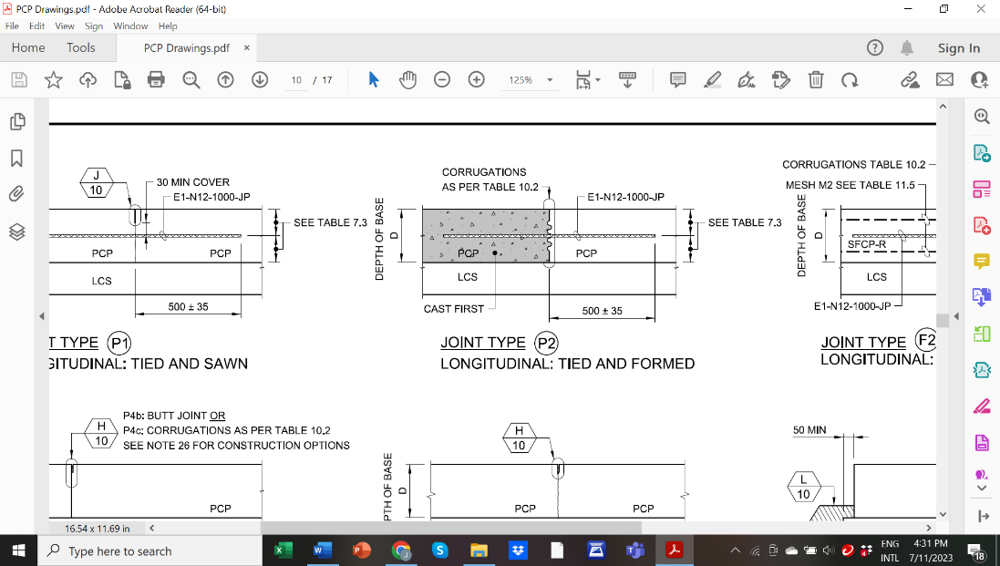 PCP Drawings.pdf - Adobe Acrobat Reader (64-bit)
File Edit View Sign Window Help
Home Tools PCP Drawings.pdf × Sign In
10 / 17 125%
J
10
30 MIN COVER
E1-N12-1000-JP
SEE TABLE 7.3
PCP PCP
LCS
500 ± 35
T TYPE P1
GITUDINAL: TIED AND SAWN
CORRUGATIONS
AS PER TABLE 10.2
E1-N12-1000-JP
DEPTH OF BASE
D
SEE TABLE 7.3
PCP PCP
LCS
CAST FIRST
500 ± 35
JOINT TYPE P2
LONGITUDINAL: TIED AND FORMED
CORRUGATIONS TABLE 10.2
MESH M2 SEE TABLE 11.5
DEPTH OF BASE
D
SFCP-R
LCS
E1-N12-1000-JP
JOINT TYPE F2
LONGITUDINAL:
H
10
P4b: BUTT JOINT OR
P4c: CORRUGATIONS AS PER TABLE 10.2
SEE NOTE 26 FOR CONSTRUCTION OPTIONS
PCP
H
10
PTH OF BASE
D
PCP PCP
50 MIN
L
10
16.54 x 11.69 in
Type here to search
ENG
INTL
4:31 PM
7/11/2023
18